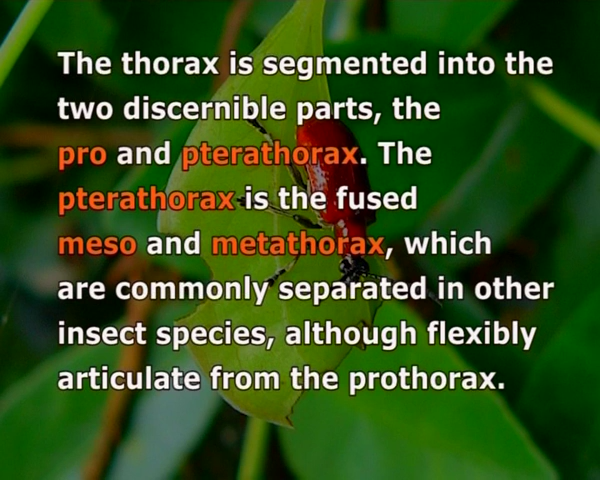 The thorax is segmented into the
two discernible parts, the
pro and pterathorax. The
pterathorax is the fused
meso and metathorax, which
are commonly separated in other
insect species, although flexibly
articulate from the prothorax.